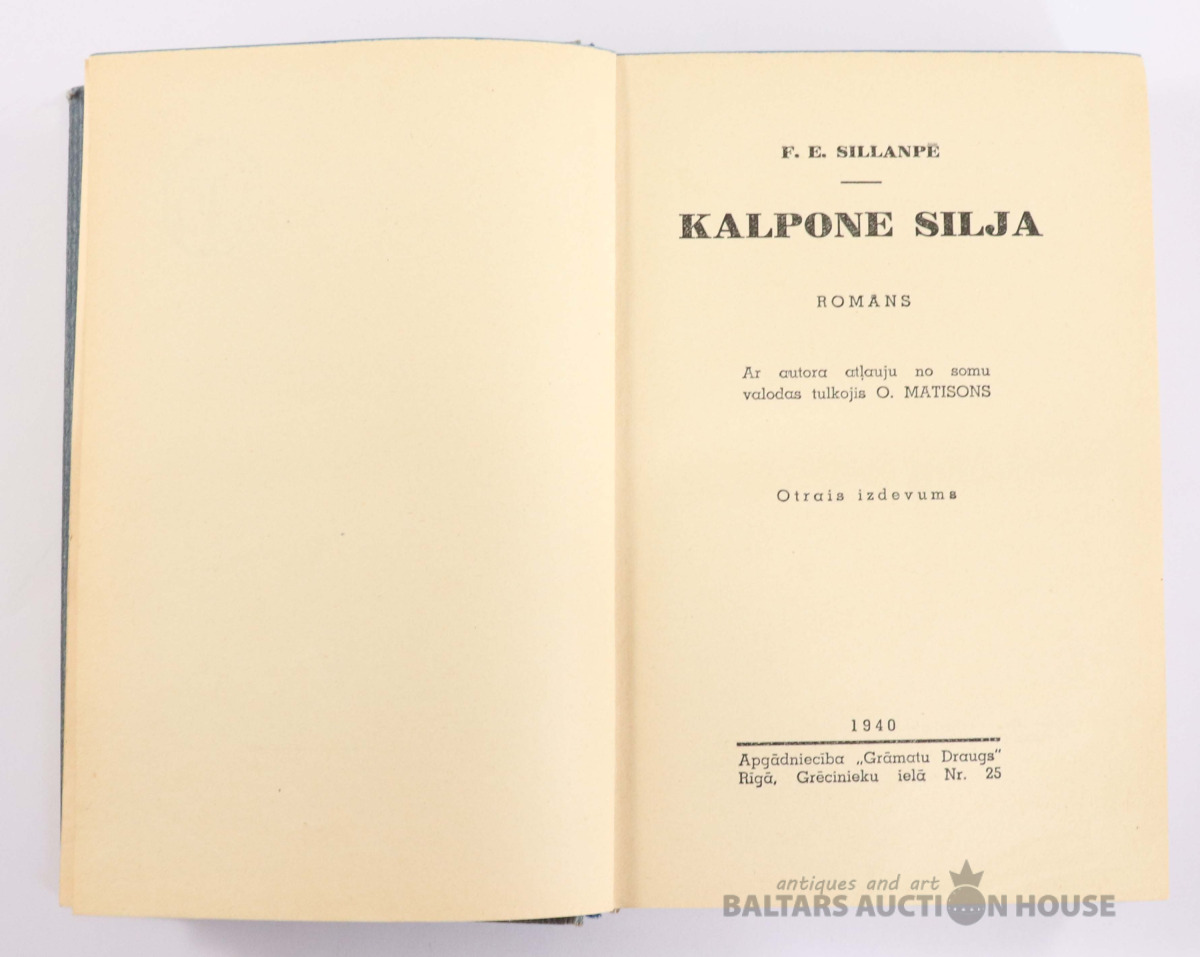 F. E. SILLANPĒ
KALPONE SILJA
ROMĀNS
Ar autora atļauju no somu
valodas tulkojis O. MATISONS
Otrais izdevums
1940
Apgādniecība „Grāmatu Draugs"
Rīgā, Grēcinieku ielā Nr. 25
antiques and art
BALTARS AUCTION HOUSE